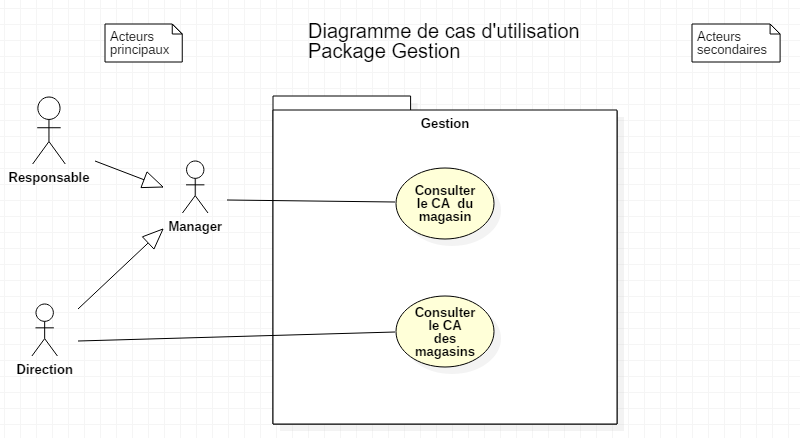 Diagramme de cas d'utilisation
Package Gestion
Acteurs
principaux
Acteurs
secondaires
Gestion
Responsable
Manager
Consulter
le CA  du
magasin
Direction
Consulter
le CA
des
magasins